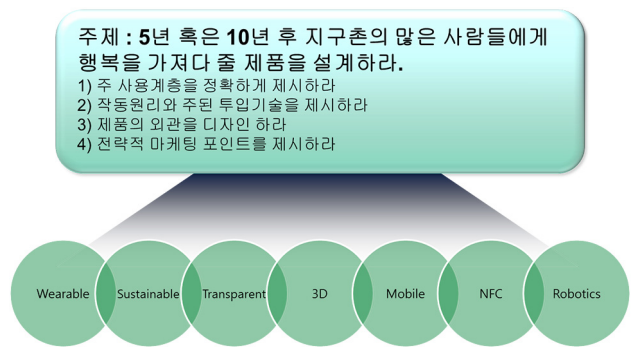 주제 : 5년 혹은 10년 후 지구촌의 많은 사람들에게
행복을 가져다 줄 제품을 설계하라.
1) 주 사용계층을 정확하게 제시하라
2) 작동원리와 주된 투입기술을 제시하라
3) 제품의 외관을 디자인 하라
4) 전략적 마케팅 포인트를 제시하라
Wearable Sustainable Transparent 3D Mobile NFC Robotics